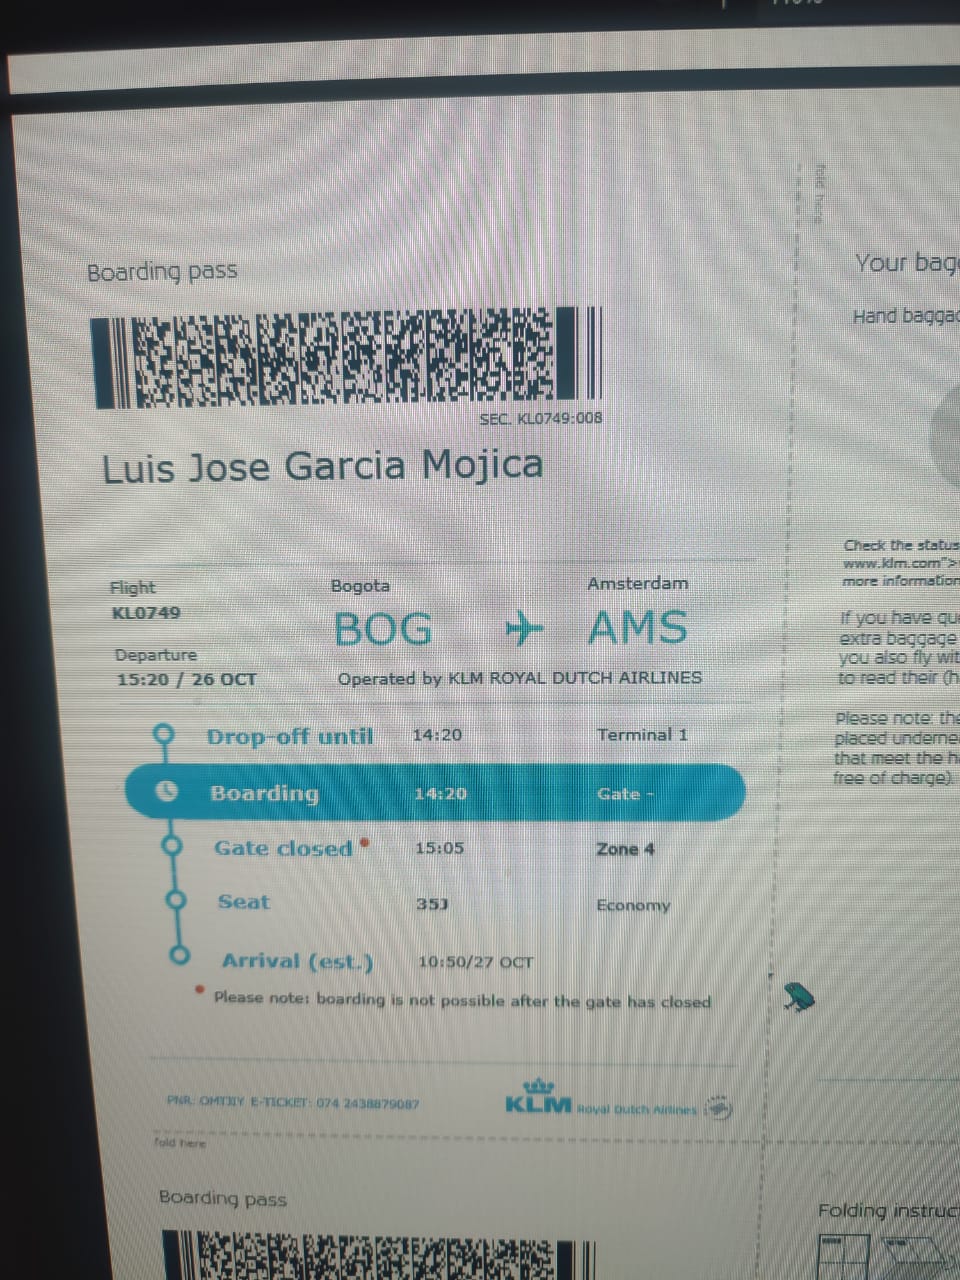 fold here
Boarding pass
SEC. KL0749:008
Luis Jose Garcia Mojica
Flight
KL0749
Bogota
BOG
Amsterdam
AMS
Departure
15:20 / 26 OCT
Operated by KLM ROYAL DUTCH AIRLINES
Drop-off until 14:20 Terminal 1
Boarding 14:20 Gate -
Gate closed 15:05 Zone 4
Seat 35J Economy
Arrival (est.) 10:50/27 OCT
Please note: boarding is not possible after the gate has closed
PNR: E-TICKET: 074 2438879087
KLM Royal Dutch Airlines
fold here
Boarding pass
Your bag
Hand baggag
Check the status
www.klm.com">
more information
If you have qu
extra baggage
you also fly wit
to read their (h
Please note: the
placed underne
that meet the h
free of charge)
Folding instruc